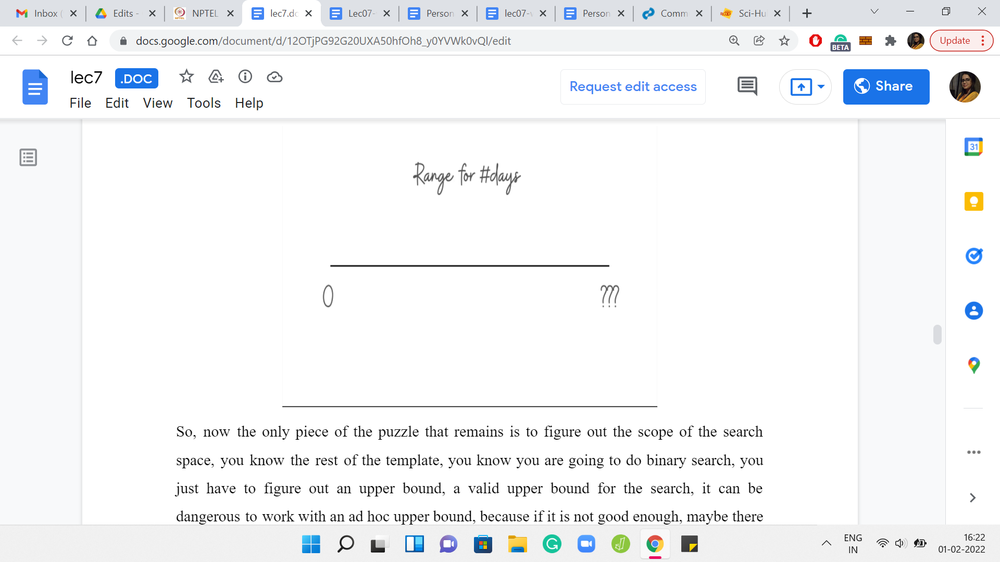 Inbox (
Edits -
NPTEL
lec7.do
Lec07-
Person
lec07-v
Person
Comm
Sci-Hu
docs.google.com/document/d/12OTjPG92G20UXA50hfOh8_y0YVWk0vQl/edit
BETA
Update
lec7 .DOC
File Edit View Tools Help
Request edit access
Share
31
Range for #days
0 ???
So, now the only piece of the puzzle that remains is to figure out the scope of the search
space, you know the rest of the template, you know you are going to do binary search, you
just have to figure out an upper bound, a valid upper bound for the search, it can be
dangerous to work with an ad hoc upper bound, because if it is not good enough, maybe there
ENG
IN
16:22
01-02-2022